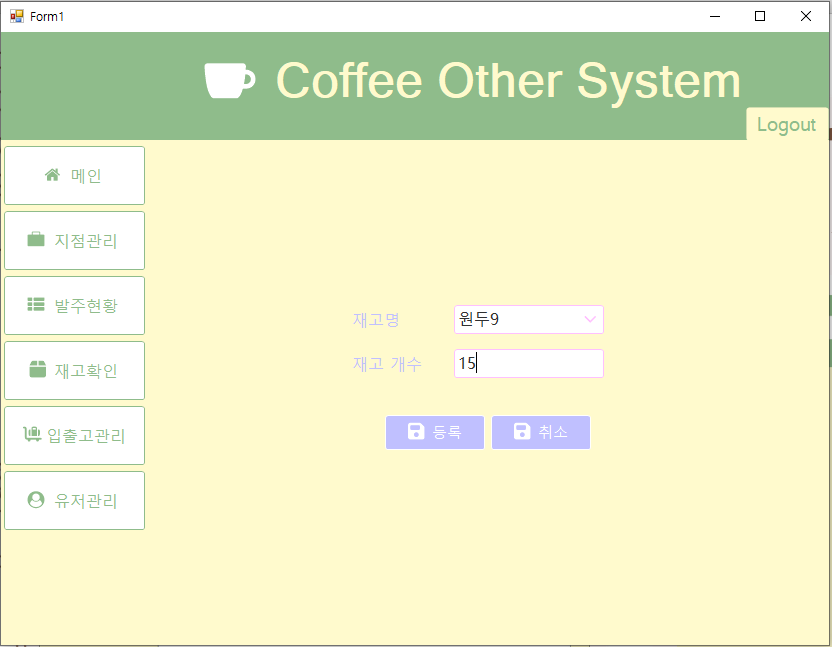 Form1
Coffee Other System
Logout
메인
지점관리
발주현황
재고확인
입출고관리
유저관리
재고명 원두9
재고 개수 15
등록 취소